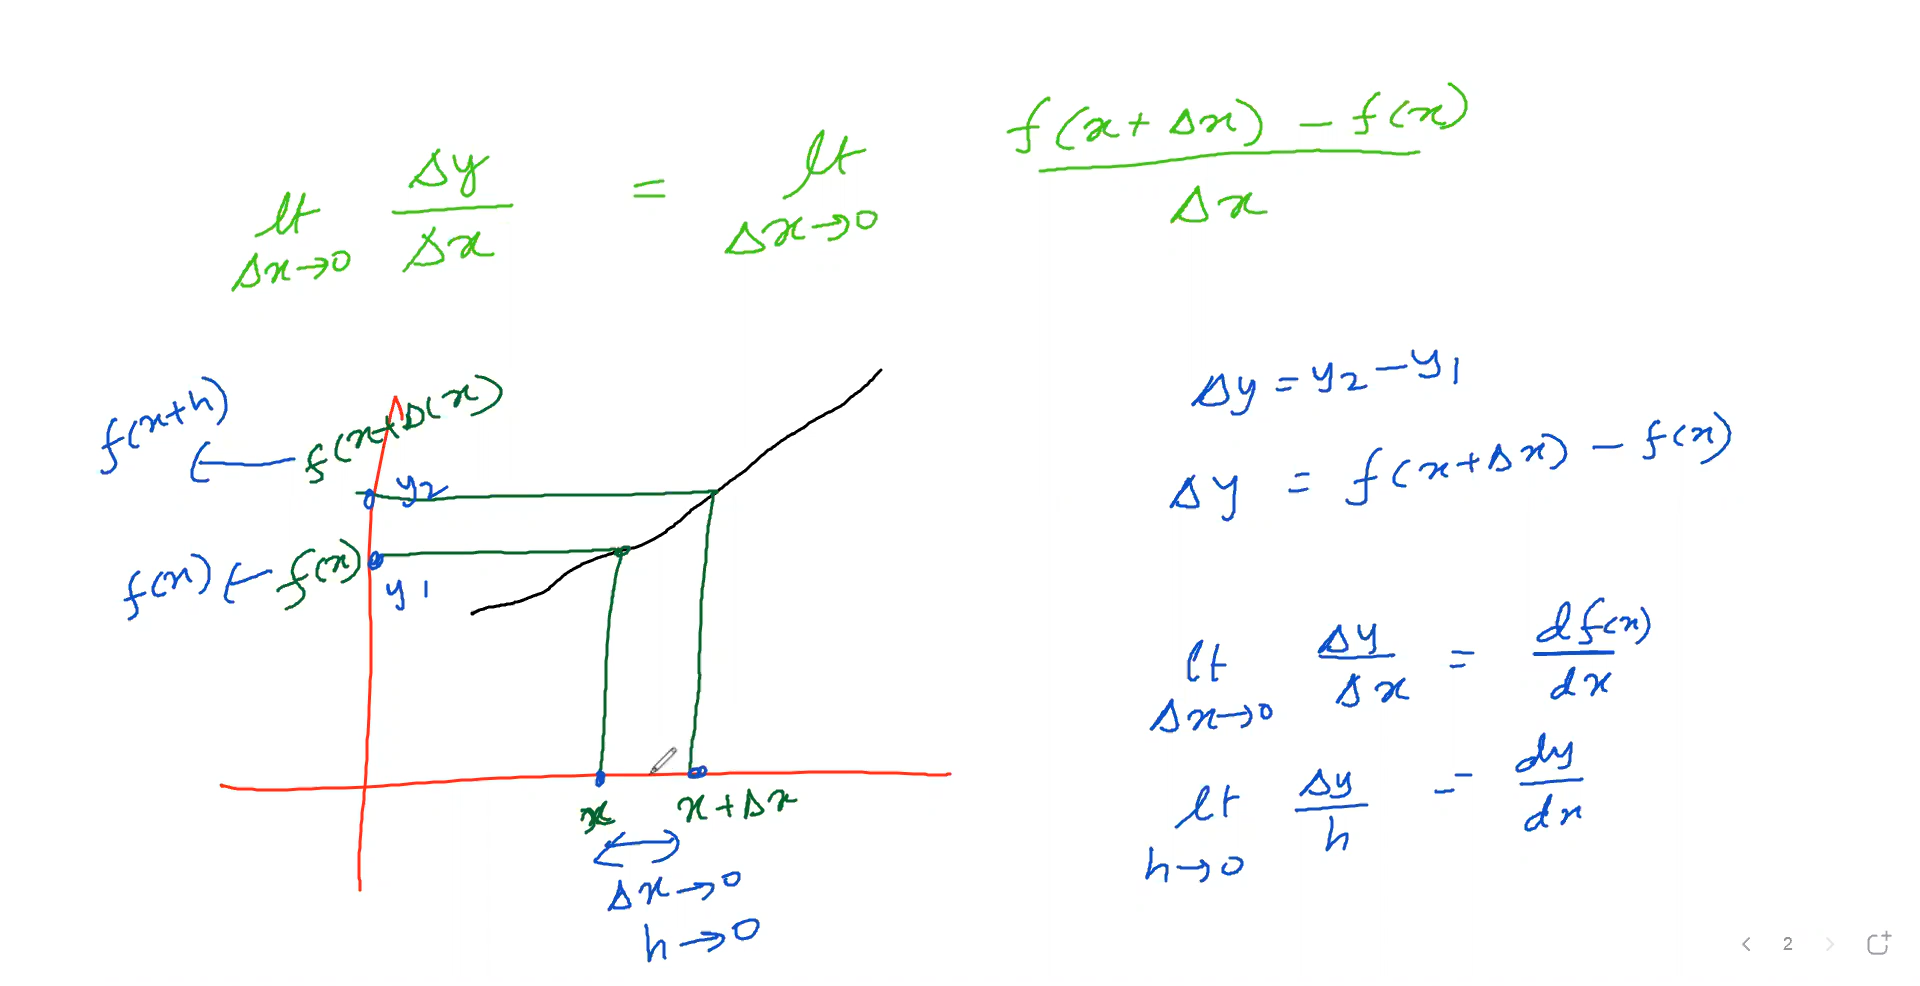 lt Δx→0 Δy/Δx = lt Δx→0 f(x+Δx) − f(x) / Δx
Δy = y2 − y1
f(x+h) ← f(x+Δ(x)
y2
Δy = f(x+Δx) − f(x)
f(x) ← f(x)
y1
lt Δx→0 Δy/Δx = df(x)/dx
lt h→0 Δy/h = dy/dx
x
x+Δx
Δx→0
h→0
2